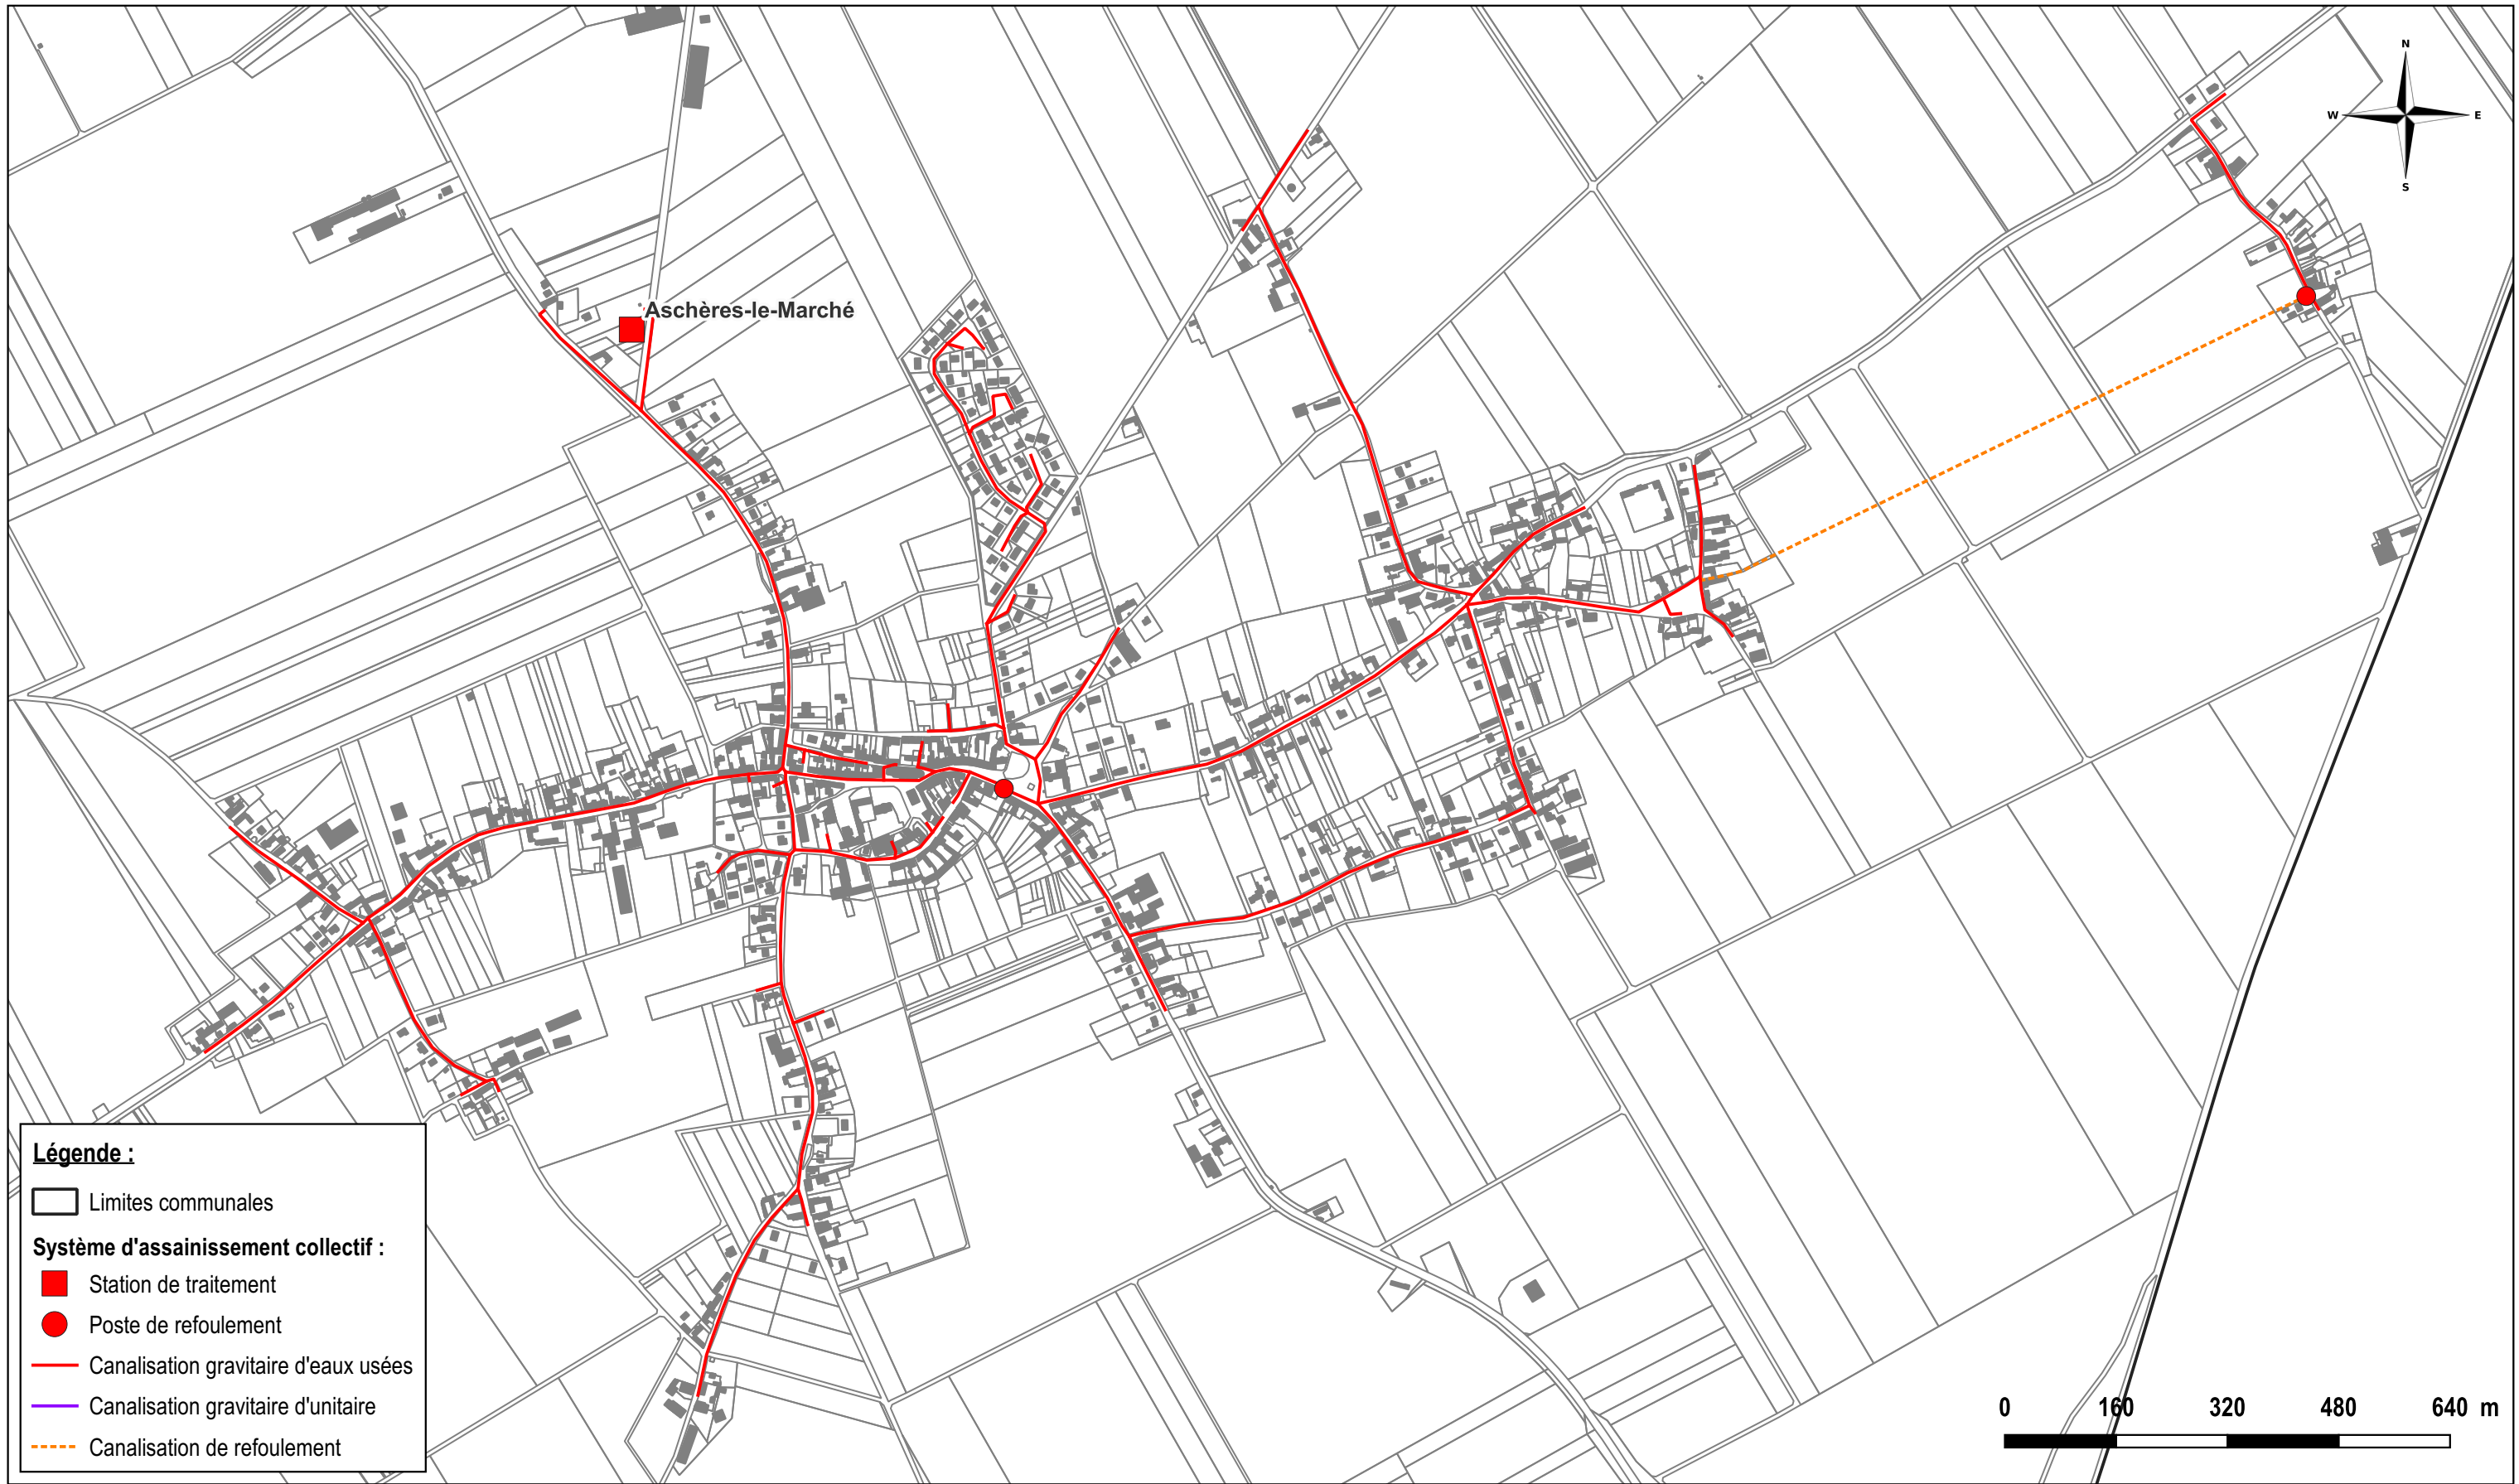 N
W E
S
Aschères-le-Marché
Légende :
Limites communales
Système d'assainissement collectif :
Station de traitement
Poste de refoulement
Canalisation gravitaire d'eaux usées
Canalisation gravitaire d'unitaire
Canalisation de refoulement
0 160 320 480 640 m